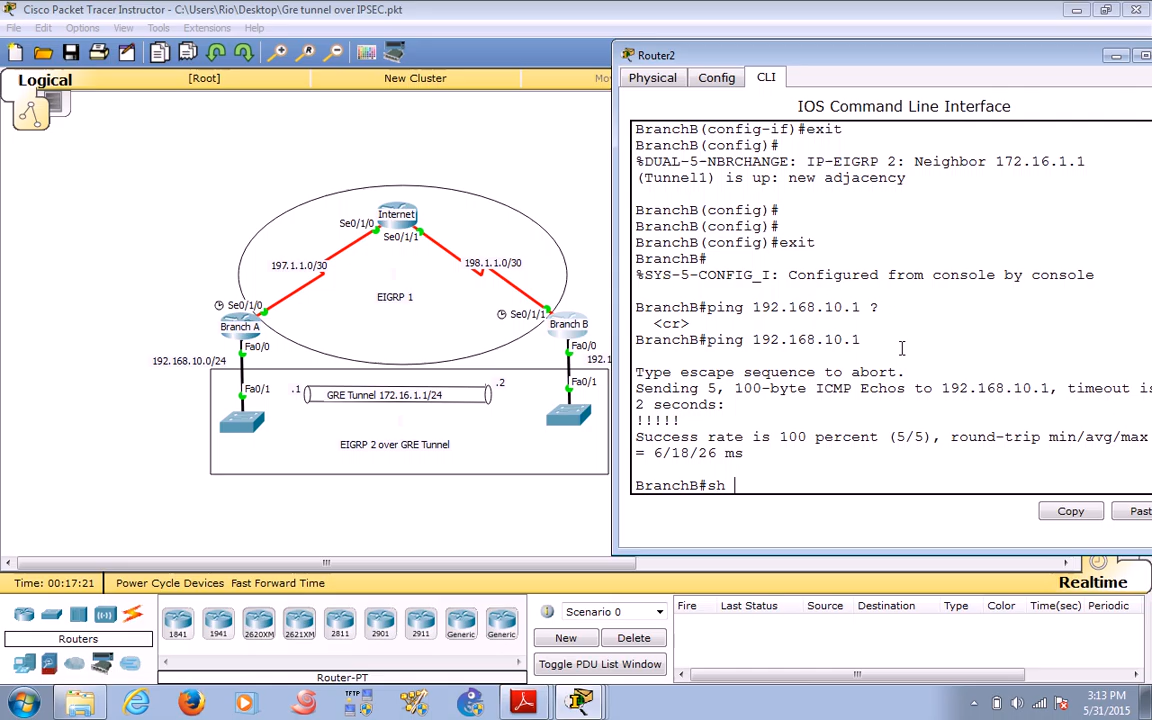 Cisco Packet Tracer Instructor - C:\Users\Rio\Desktop\Gre tunnel over IPSEC.pkt
File Edit Options View Tools Extensions Help
Logical [Root] New Cluster Mo
Internet
Se0/1/0
Se0/1/1
197.1.1.0/30
198.1.1.0/30
EIGRP 1
Se0/1/0
Se0/1/1
Branch A
Branch B
Fa0/0
Fa0/0
192.168.10.0/24
192.1
Fa0/1
Fa0/1
.1
GRE Tunnel 172.16.1.1/24
.2
EIGRP 2 over GRE Tunnel
Router2
Physical Config CLI
IOS Command Line Interface
BranchB(config-if)#exit
BranchB(config)#
%DUAL-5-NBRCHANGE: IP-EIGRP 2: Neighbor 172.16.1.1
(Tunnel1) is up: new adjacency
BranchB(config)#
BranchB(config)#
BranchB(config)#exit
BranchB#
%SYS-5-CONFIG_I: Configured from console by console
BranchB#ping 192.168.10.1 ?
<cr>
BranchB#ping 192.168.10.1
Type escape sequence to abort.
Sending 5, 100-byte ICMP Echos to 192.168.10.1, timeout is
2 seconds:
!!!!!
Success rate is 100 percent (5/5), round-trip min/avg/max
= 6/18/26 ms
BranchB#sh
Copy Past
Time: 00:17:21 Power Cycle Devices Fast Forward Time Realtime
Routers
1841 1941 2620XM 2621XM 2811 2901 2911 Generic Generic
Router-PT
Scenario 0
New Delete
Toggle PDU List Window
Fire Last Status Source Destination Type Color Time(sec) Periodic
TFTP
3:13 PM
5/31/2015